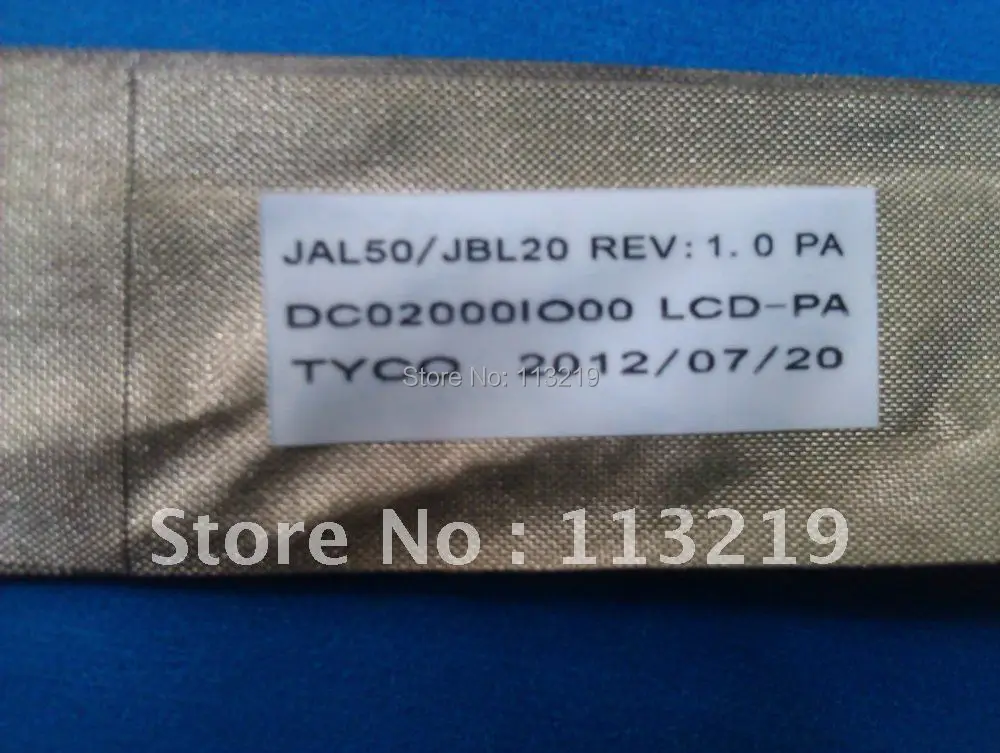 JAL50/JBL20 REV: 1. 0 PA
DC02000IO00 LCD-PA
TYCO 2012/07/20
Store No: 113219
Store No : 113219